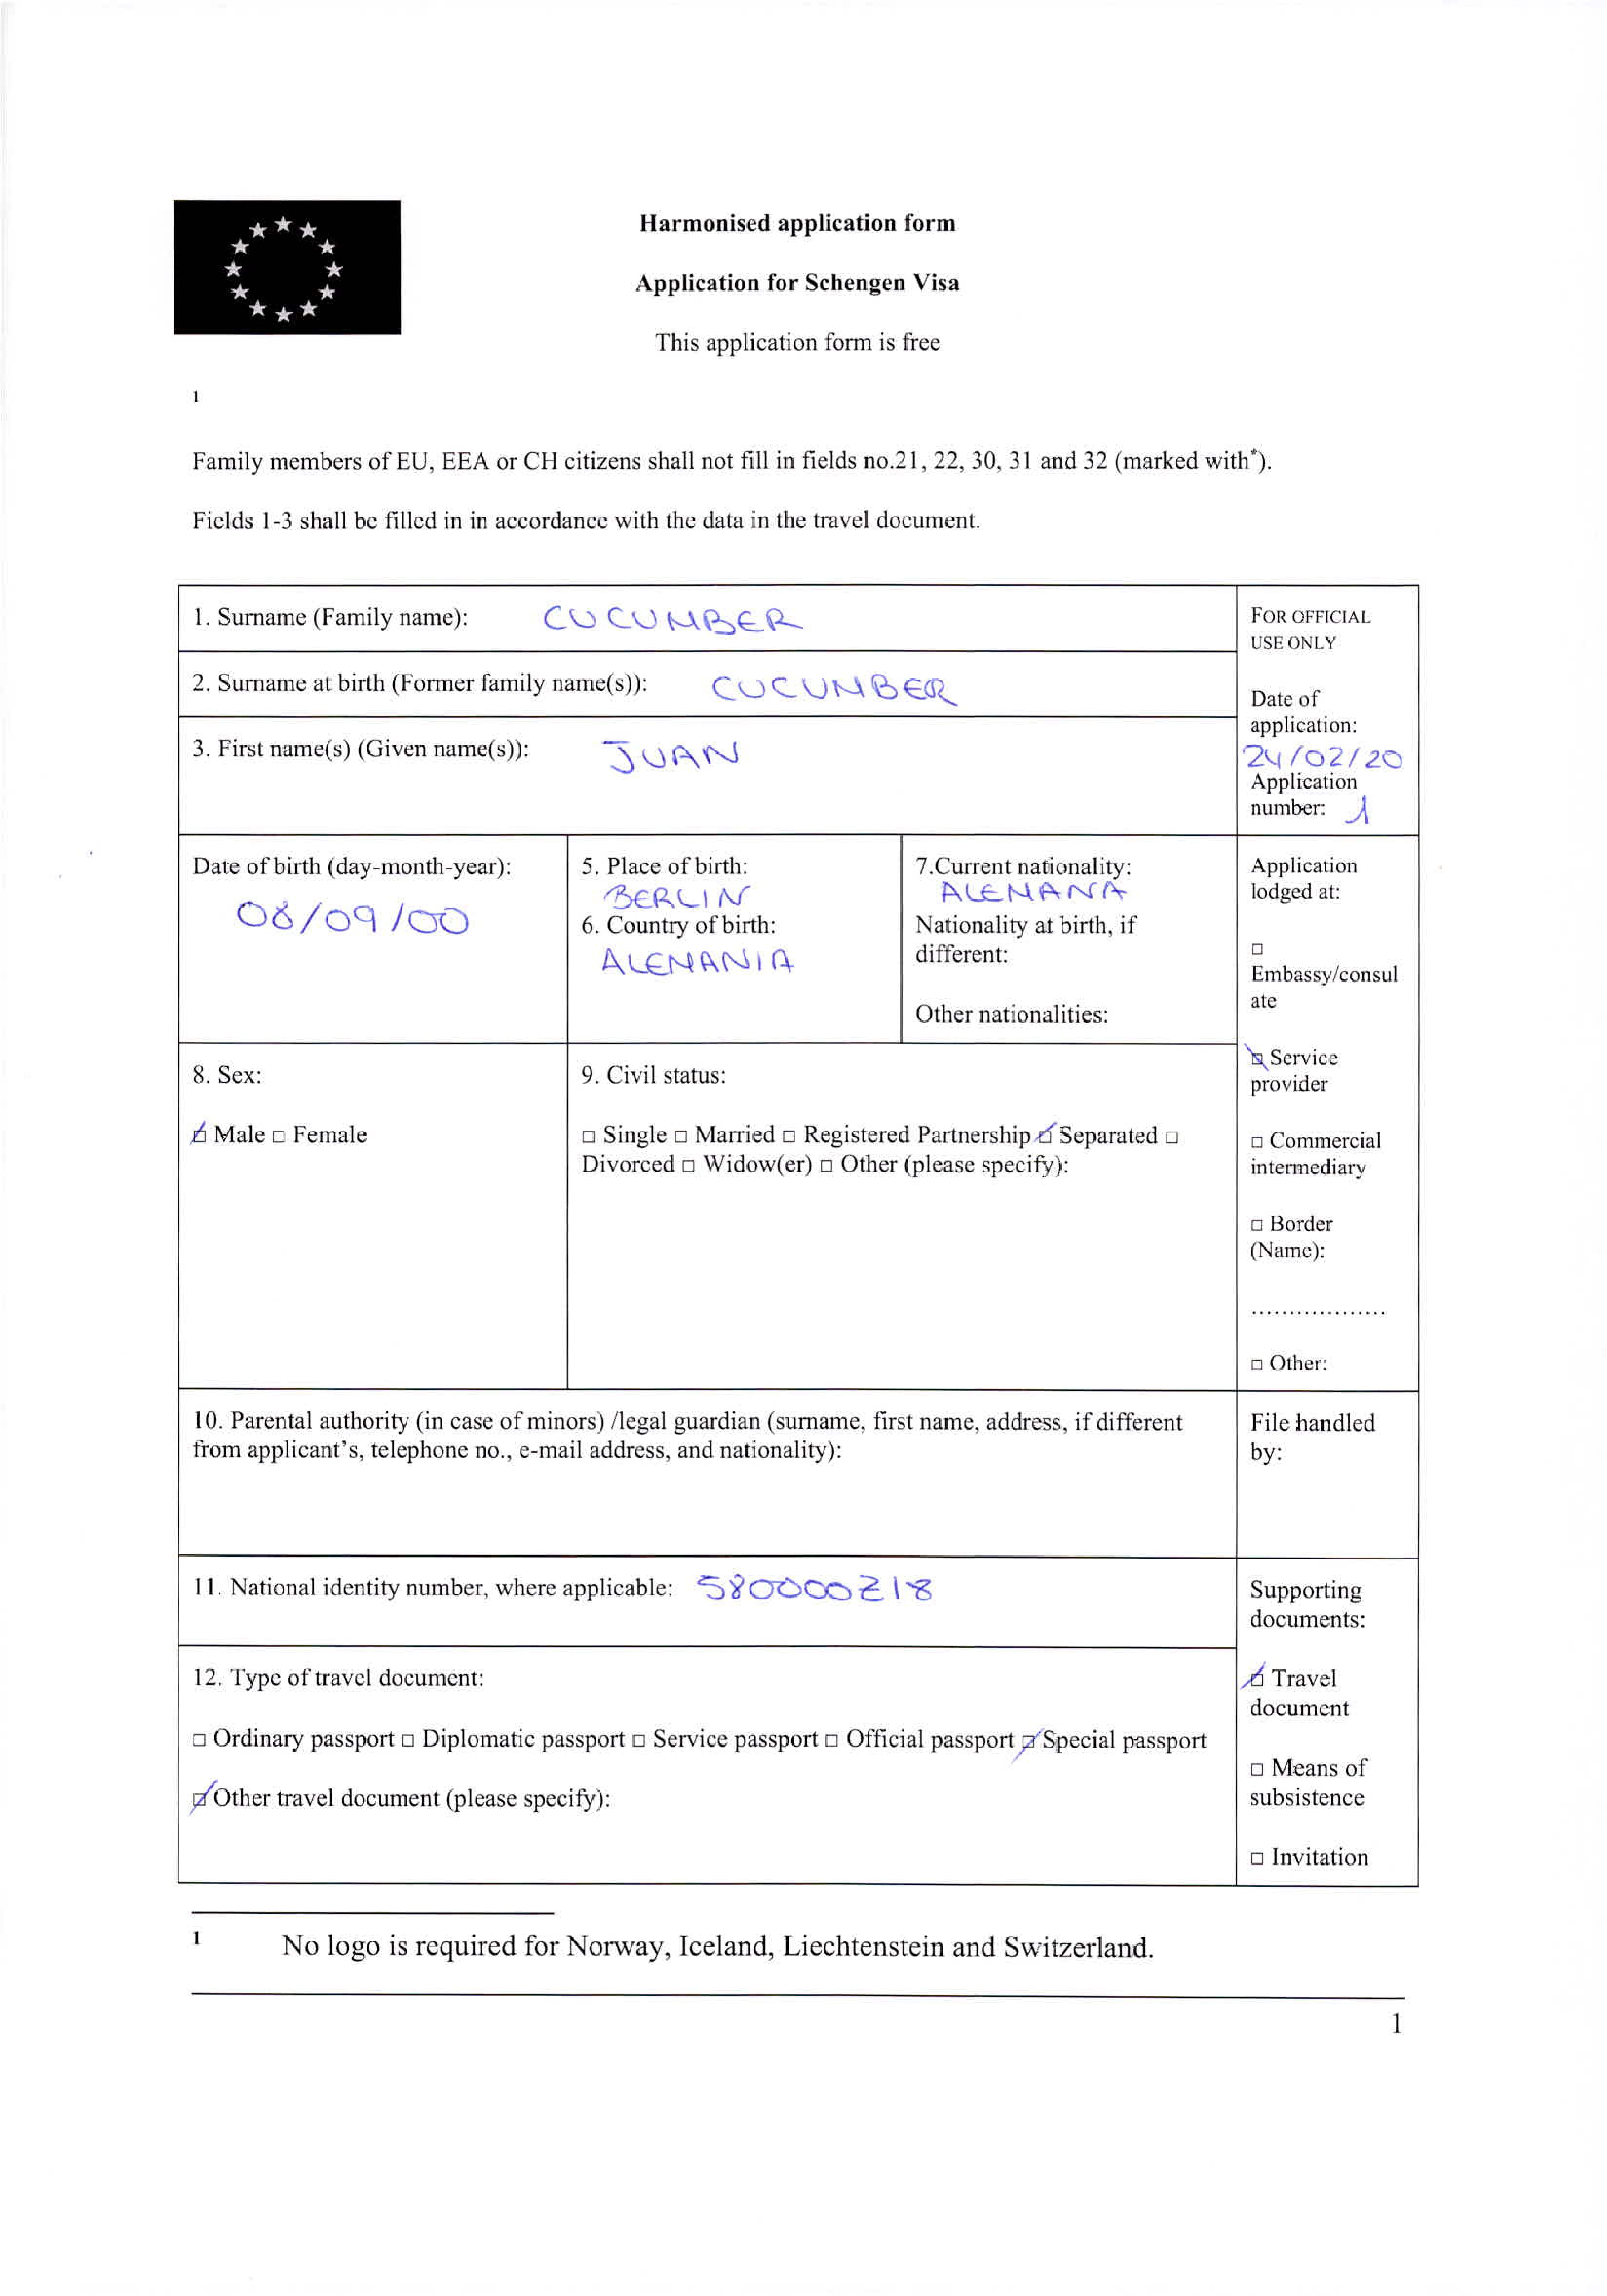 Harmonised application form
Application for Schengen Visa
This application form is free
1
Family members of EU, EEA or CH citizens shall not fill in fields no.21, 22, 30, 31 and 32 (marked with*).
Fields 1-3 shall be filled in in accordance with the data in the travel document.
1. Surname (Family name): CUCUMBER
2. Surname at birth (Former family name(s)): CUCUMBER
3. First name(s) (Given name(s)): JUAN
FOR OFFICIAL
USE ONLY
Date of
application:
24/02/20
Application
number: 1
Date of birth (day-month-year):
08/09/00
5. Place of birth:
BERLIN
6. Country of birth:
ALEMANIA
7.Current nationality:
ALEMANA
Nationality at birth, if
different:
Other nationalities:
Application
lodged at:
□
Embassy/consul
ate
☒ Service
provider
□ Commercial
intermediary
□ Border
(Name):
..................
□ Other:
8. Sex:
☒ Male □ Female
9. Civil status:
□ Single □ Married □ Registered Partnership ☒ Separated □
Divorced □ Widow(er) □ Other (please specify):
10. Parental authority (in case of minors) /legal guardian (surname, first name, address, if different
from applicant's, telephone no., e-mail address, and nationality):
File handled
by:
11. National identity number, where applicable: 580000218
12. Type of travel document:
□ Ordinary passport □ Diplomatic passport □ Service passport □ Official passport ☒ Special passport
☒ Other travel document (please specify):
Supporting
documents:
☒ Travel
document
□ Means of
subsistence
□ Invitation
1 No logo is required for Norway, Iceland, Liechtenstein and Switzerland.
1